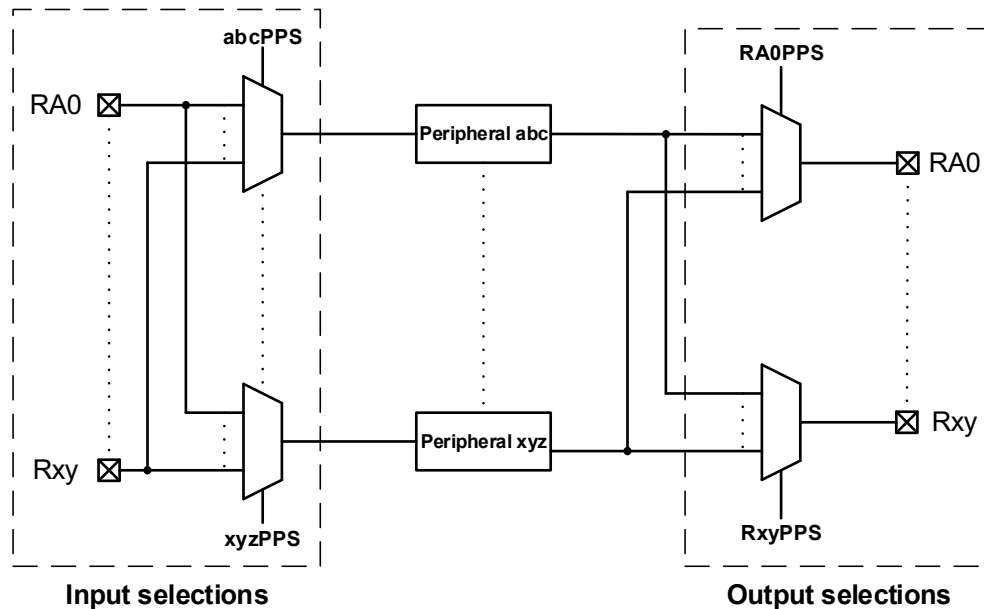 abcPPS
RA0PPS
RA0
Peripheral abc
RA0
Peripheral xyz
Rxy
Rxy
xyzPPS
RxyPPS
Input selections
Output selections